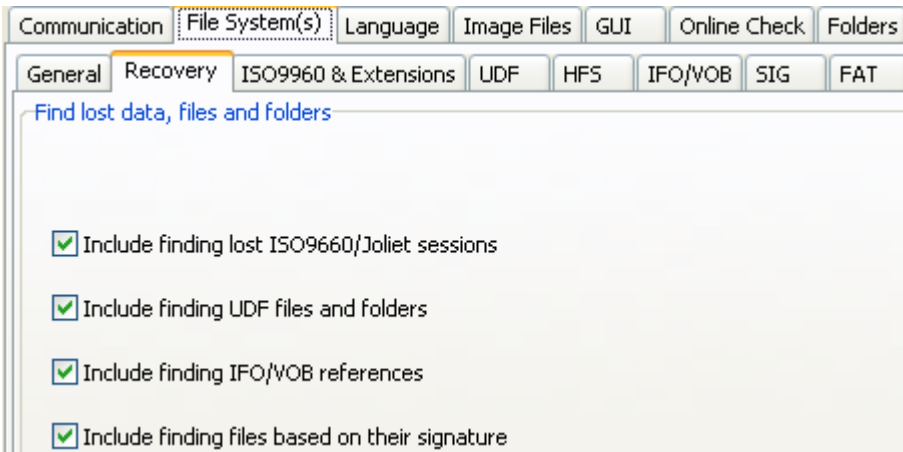 Communication File System(s) Language Image Files GUI Online Check Folders
General Recovery ISO9960 & Extensions UDF HFS IFO/VOB SIG FAT
Find lost data, files and folders
Include finding lost ISO9660/Joliet sessions
Include finding UDF files and folders
Include finding IFO/VOB references
Include finding files based on their signature